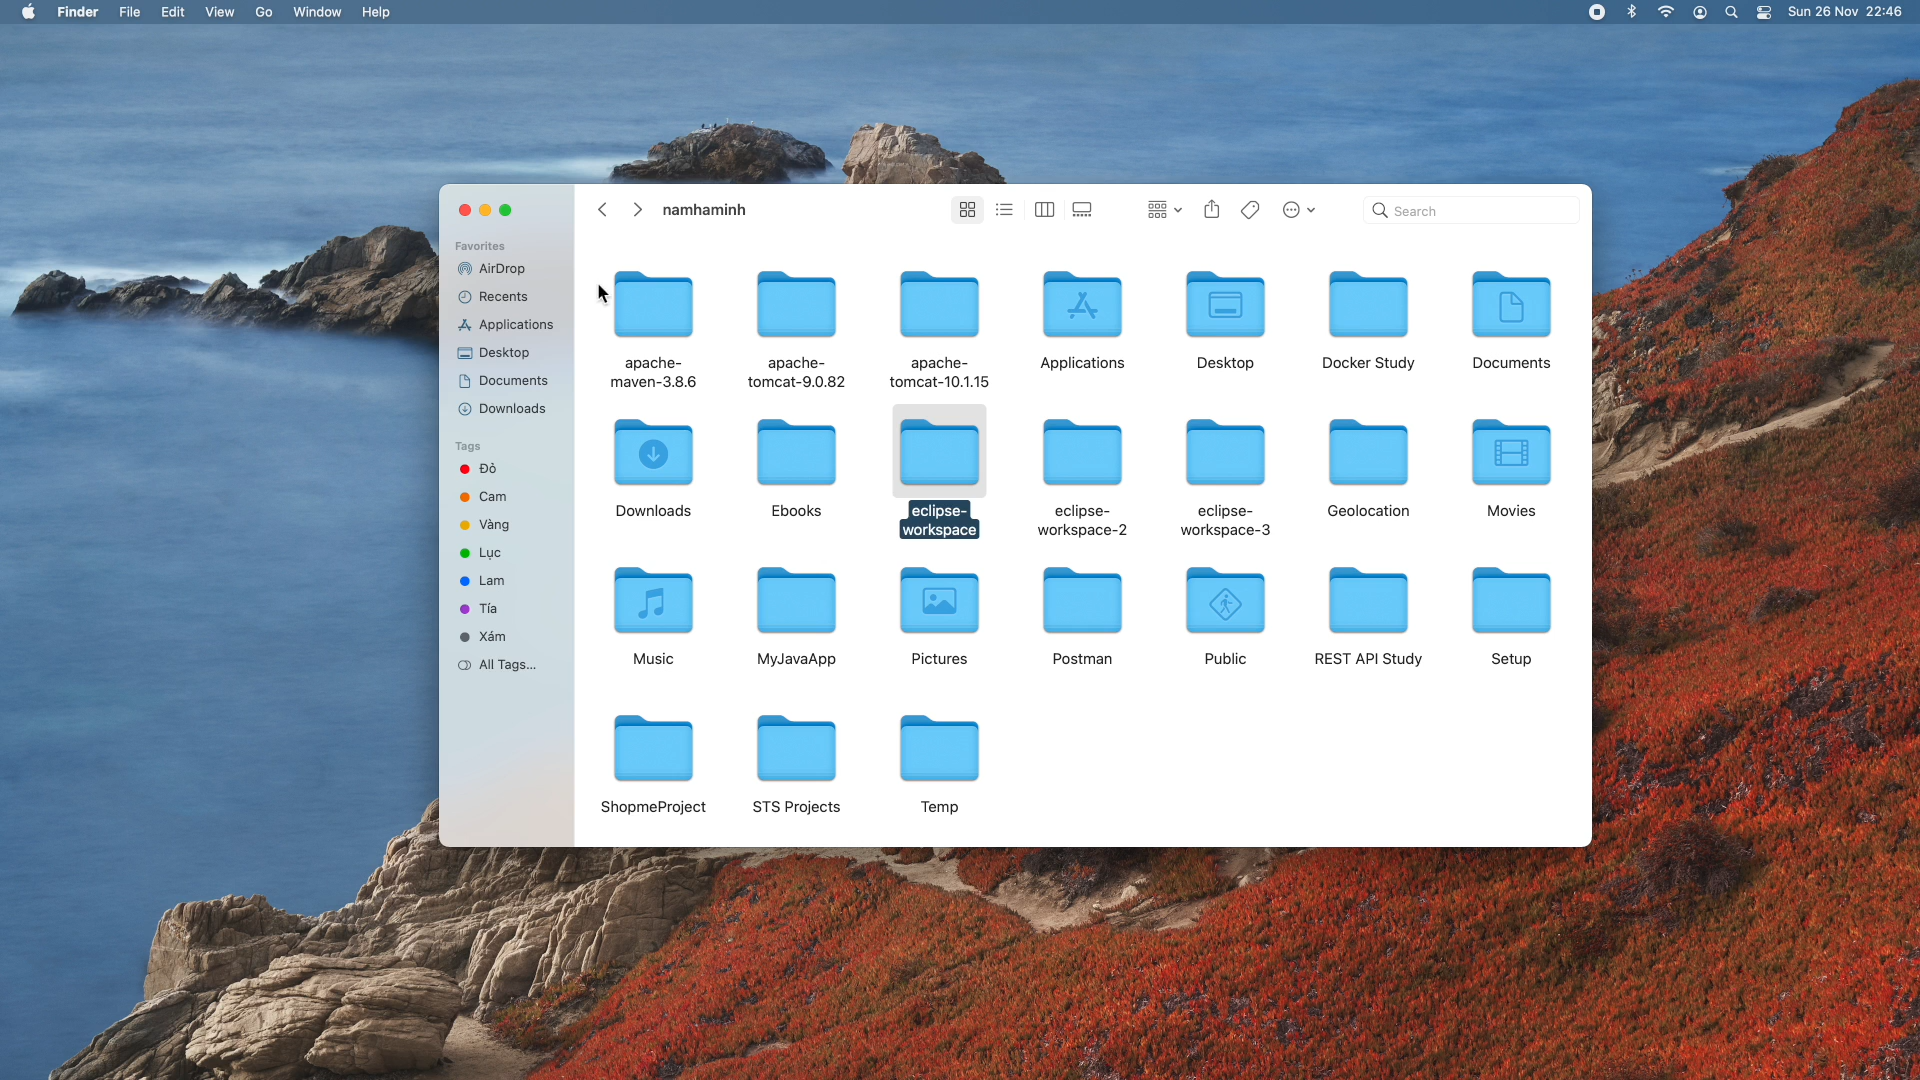 Finder File Edit View Go Window Help Sun 26 Nov 22:46
namhaminh
Search
Favorites
AirDrop
Recents
Applications
Desktop
Documents
Downloads
Tags
Đỏ
Cam
Vàng
Lục
Lam
Tía
Xám
All Tags...
apache-
maven-3.8.6
apache-
tomcat-9.0.82
apache-
tomcat-10.1.15
Applications
Desktop
Docker Study
Documents
Downloads
Ebooks
eclipse-
workspace
eclipse-
workspace-2
eclipse-
workspace-3
Geolocation
Movies
Music
MyJavaApp
Pictures
Postman
Public
REST API Study
Setup
ShopmeProject
STS Projects
Temp